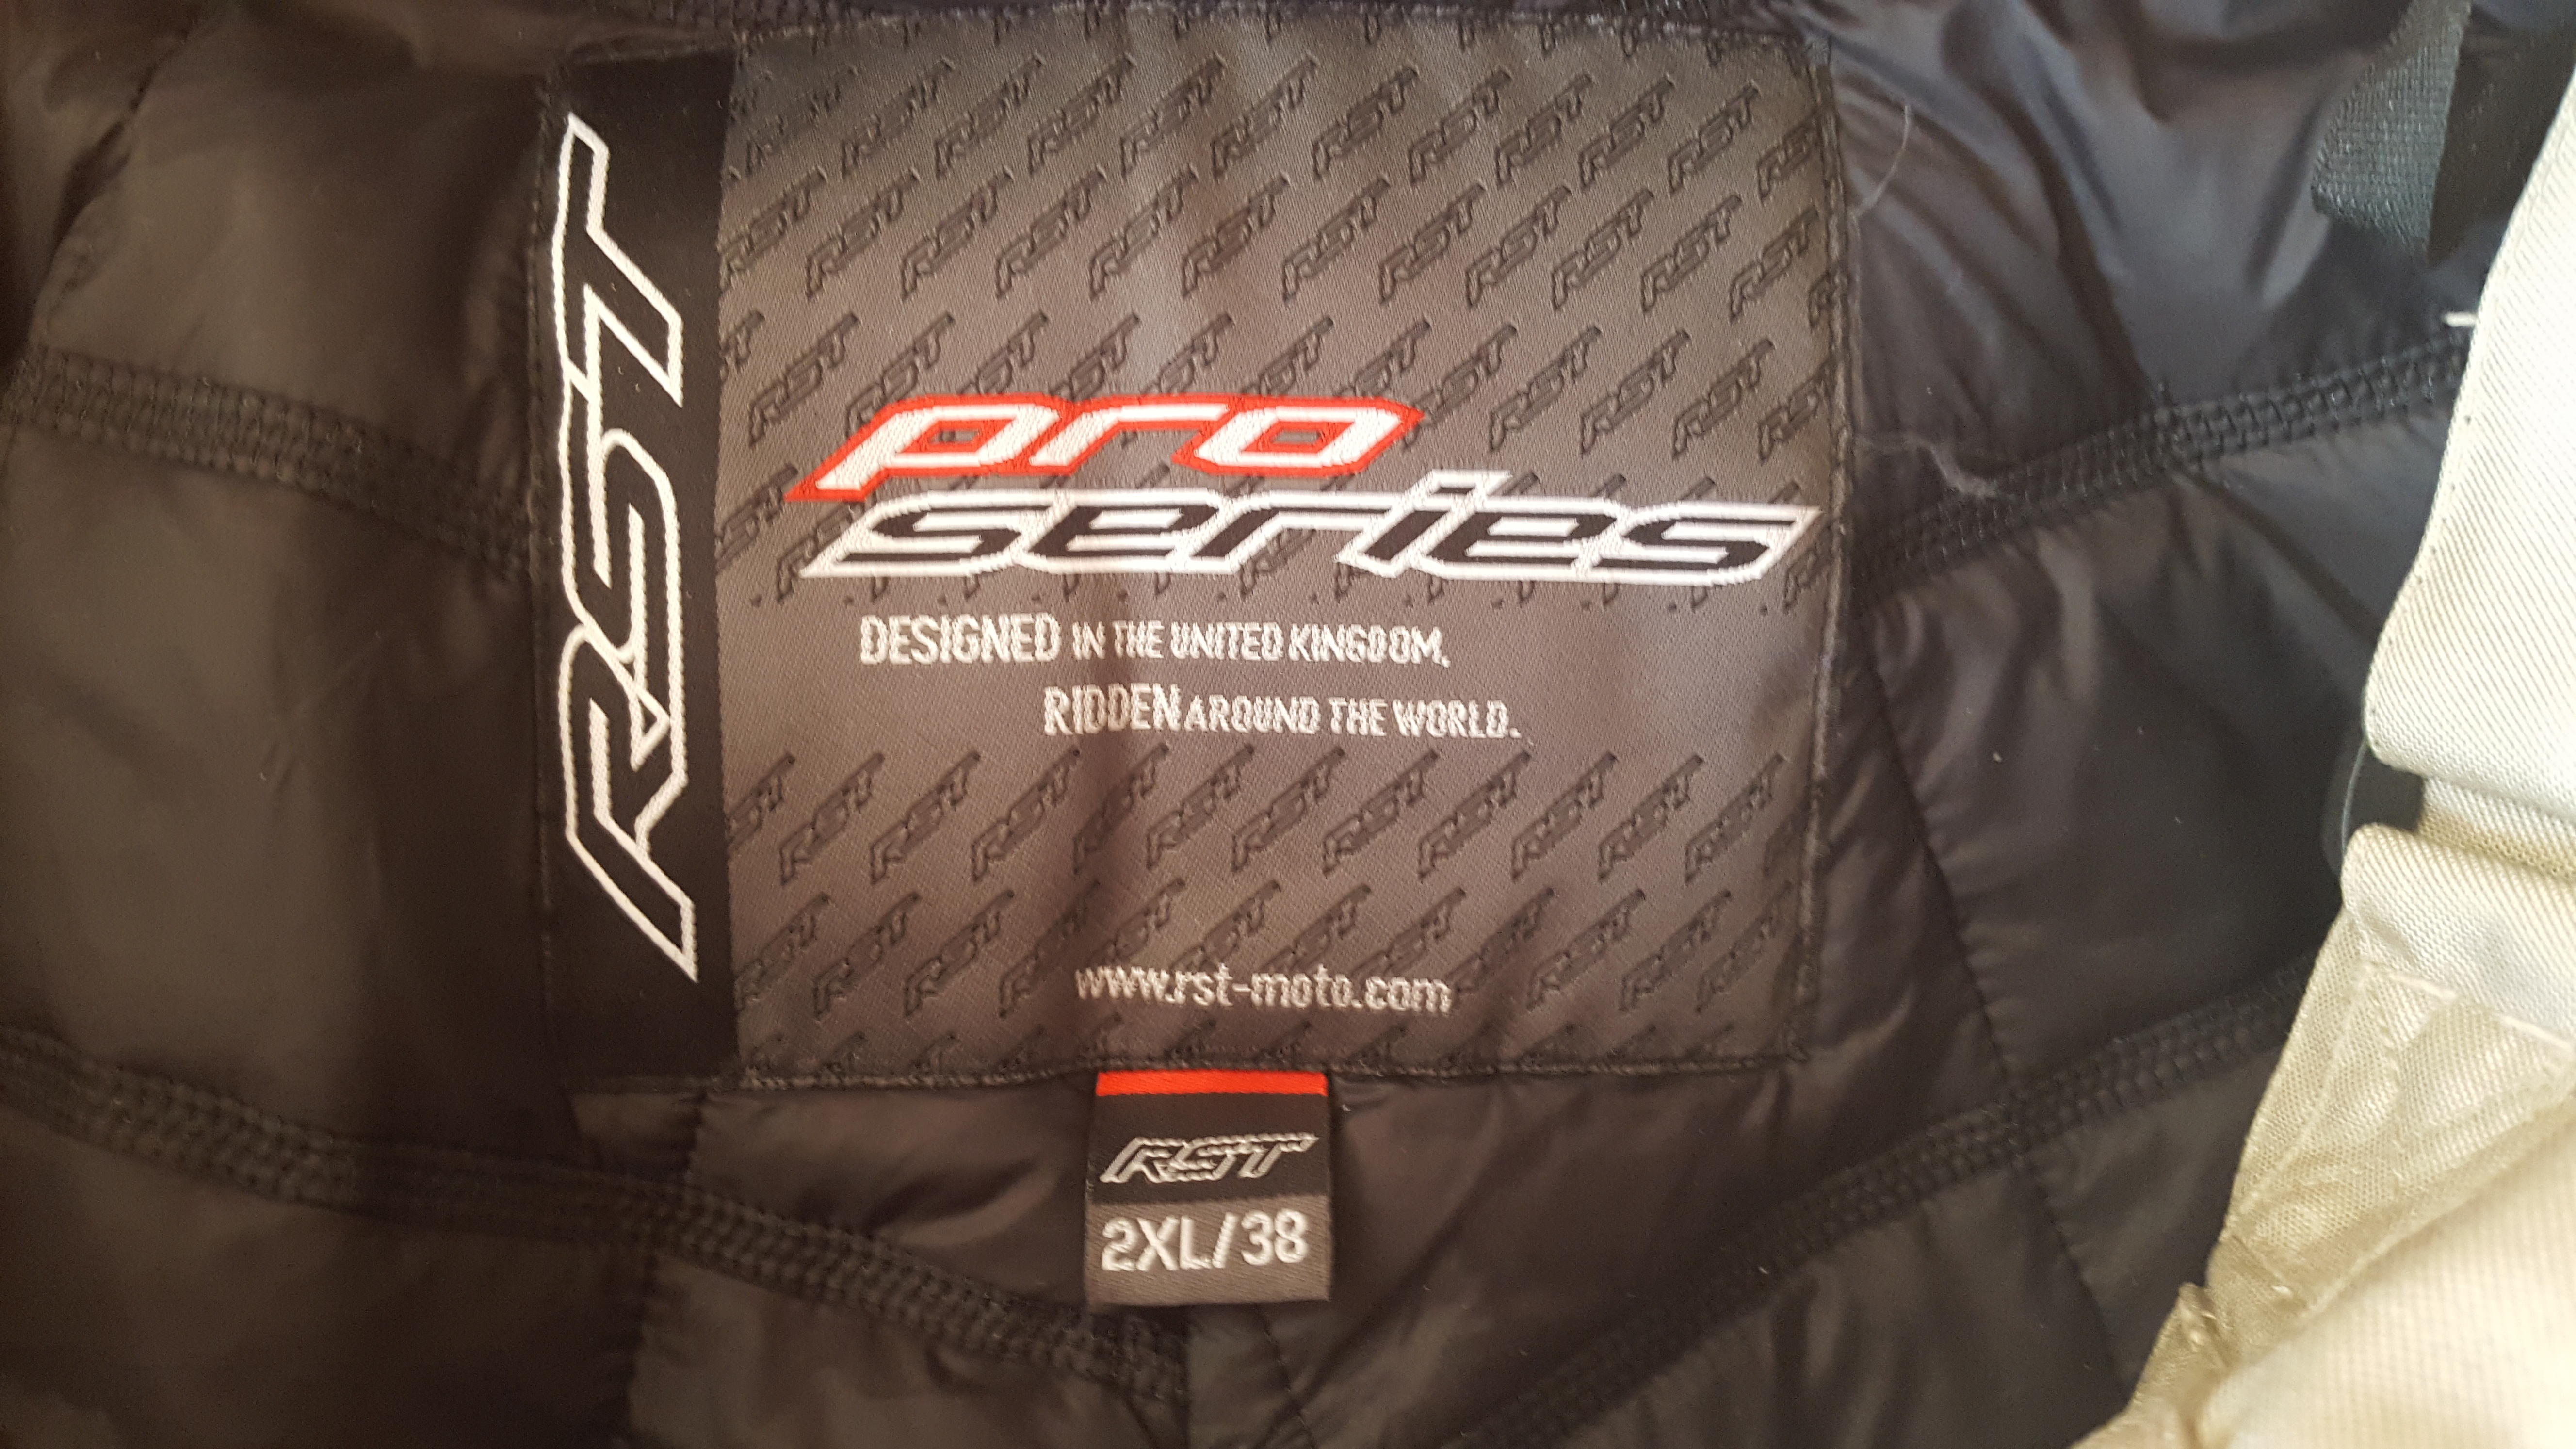 RST
pro
series
DESIGNED IN THE UNITED KINGDOM.
RIDDEN AROUND THE WORLD.
www.rst-moto.com
RST
2XL/38